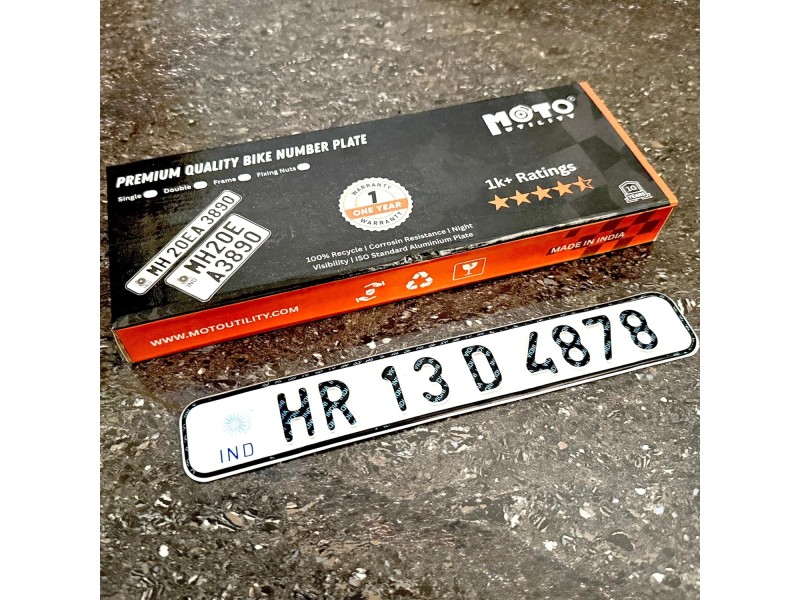 MOTO®
UTILITY
PREMIUM QUALITY BIKE NUMBER PLATE
Single Double Frame Fixing Nuts
1k+ Ratings
WARRANTY
1
ONE YEAR
WARRANTY
10
YEARS
MH 20EA 3890
IND
MH20E
A3890
100% Recycle | Corrosin Resistance | Night
Visibility | ISO Standard Aluminium Plate
MADE IN INDIA
WWW.MOTOUTILITY.COM
IND
HR 13 D 4878